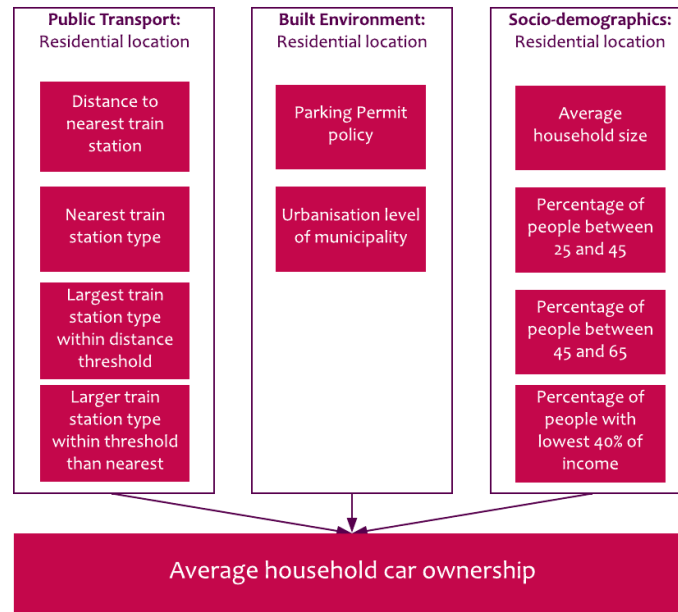 Public Transport:
Residential location
Distance to
nearest train
station
Nearest train
station type
Largest train
station type
within distance
threshold
Larger train
station type
within threshold
than nearest
Built Environment:
Residential location
Parking Permit
policy
Urbanisation level
of municipality
Socio-demographics:
Residential location
Average
household size
Percentage of
people between
25 and 45
Percentage of
people between
45 and 65
Percentage of
people with
lowest 40% of
income
Average household car ownership